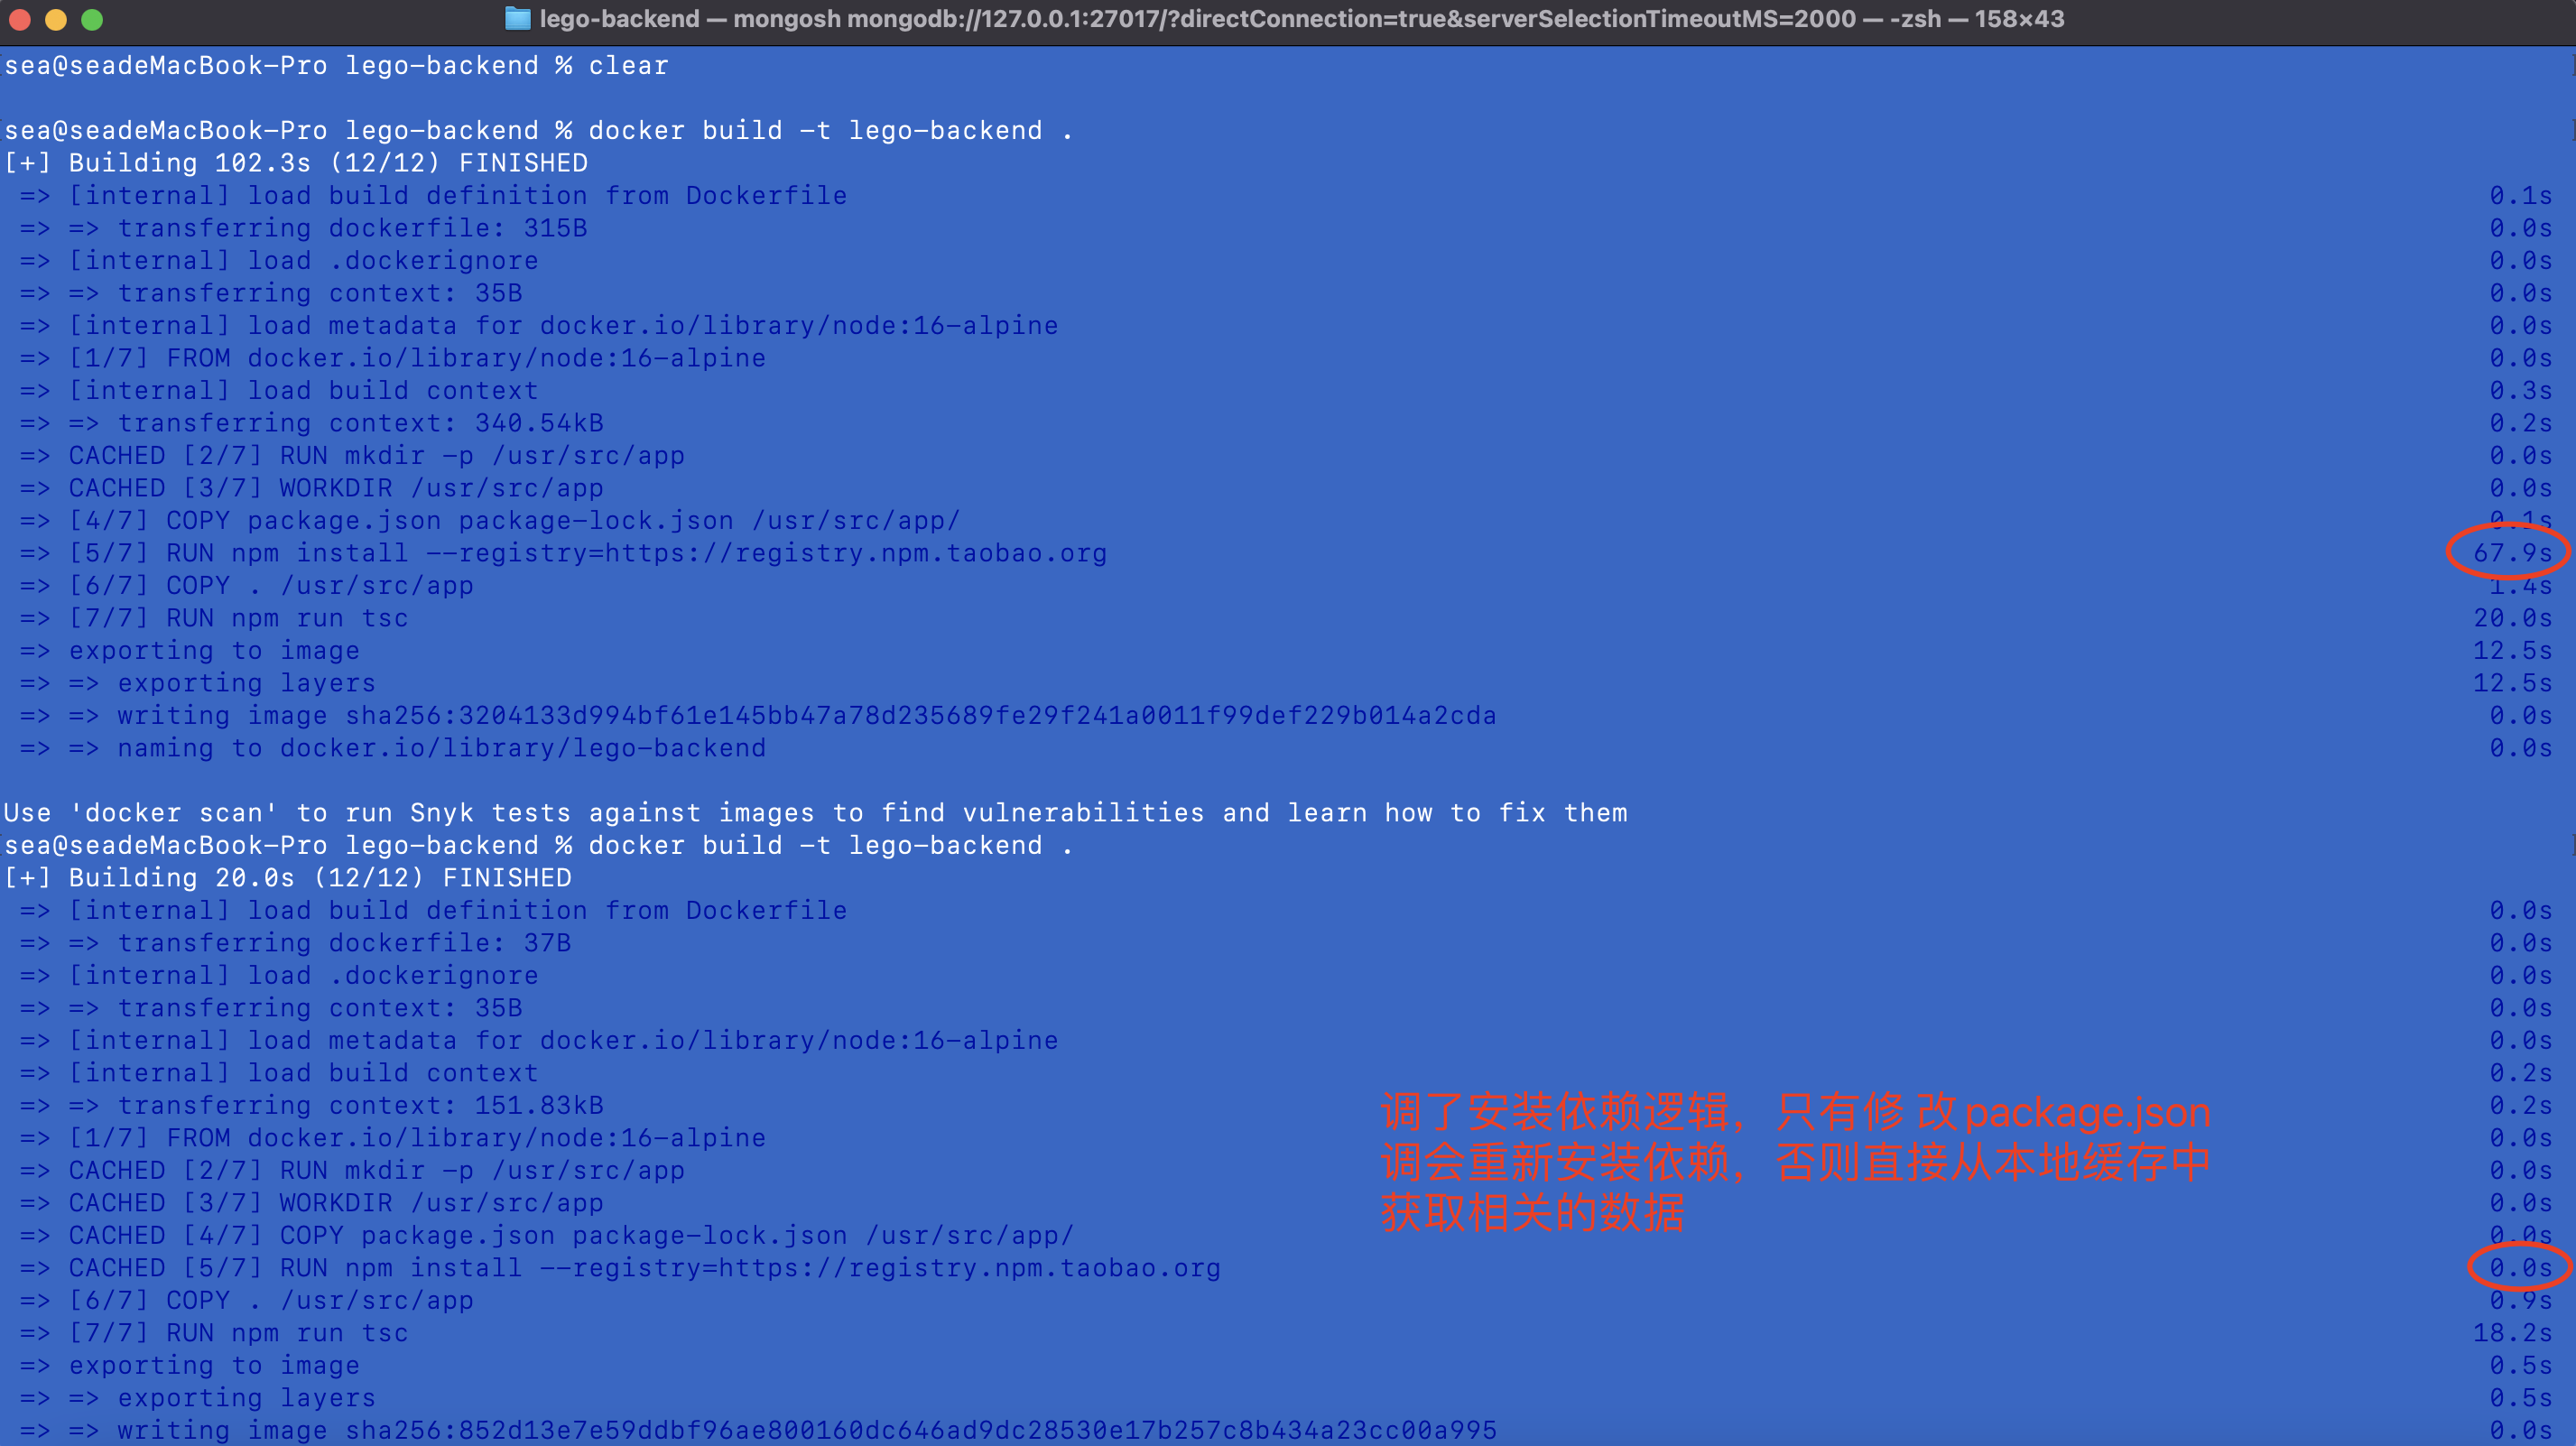 lego-backend — mongosh mongodb://127.0.0.1:27017/?directConnection=true&serverSelectionTimeoutMS=2000 — -zsh — 158×43
sea@seadeMacBook-Pro lego-backend % clear
sea@seadeMacBook-Pro lego-backend % docker build -t lego-backend .
[+] Building 102.3s (12/12) FINISHED
=> [internal] load build definition from Dockerfile 0.1s
=> => transferring dockerfile: 315B 0.0s
=> [internal] load .dockerignore 0.0s
=> => transferring context: 35B 0.0s
=> [internal] load metadata for docker.io/library/node:16-alpine 0.0s
=> [1/7] FROM docker.io/library/node:16-alpine 0.0s
=> [internal] load build context 0.3s
=> => transferring context: 340.54kB 0.2s
=> CACHED [2/7] RUN mkdir -p /usr/src/app 0.0s
=> CACHED [3/7] WORKDIR /usr/src/app 0.0s
=> [4/7] COPY package.json package-lock.json /usr/src/app/ 0.1s
=> [5/7] RUN npm install --registry=https://registry.npm.taobao.org 67.9s
=> [6/7] COPY . /usr/src/app 1.4s
=> [7/7] RUN npm run tsc 20.0s
=> exporting to image 12.5s
=> => exporting layers 12.5s
=> => writing image sha256:3204133d994bf61e145bb47a78d235689fe29f241a0011f99def229b014a2cda 0.0s
=> => naming to docker.io/library/lego-backend 0.0s
Use 'docker scan' to run Snyk tests against images to find vulnerabilities and learn how to fix them
sea@seadeMacBook-Pro lego-backend % docker build -t lego-backend .
[+] Building 20.0s (12/12) FINISHED
=> [internal] load build definition from Dockerfile 0.0s
=> => transferring dockerfile: 37B 0.0s
=> [internal] load .dockerignore 0.0s
=> => transferring context: 35B 0.0s
=> [internal] load metadata for docker.io/library/node:16-alpine 0.0s
=> [internal] load build context 0.2s
=> => transferring context: 151.83kB 0.2s
=> [1/7] FROM docker.io/library/node:16-alpine 0.0s
=> CACHED [2/7] RUN mkdir -p /usr/src/app 0.0s
=> CACHED [3/7] WORKDIR /usr/src/app 0.0s
=> CACHED [4/7] COPY package.json package-lock.json /usr/src/app/ 0.0s
=> CACHED [5/7] RUN npm install --registry=https://registry.npm.taobao.org 0.0s
=> [6/7] COPY . /usr/src/app 0.9s
=> [7/7] RUN npm run tsc 18.2s
=> exporting to image 0.5s
=> => exporting layers 0.5s
=> => writing image sha256:852d13e7e59ddbf96ae800160dc646ad9dc28530e17b257c8b434a23cc00a995 0.0s
调了安装依赖逻辑，只有修 改package.json
调会重新安装依赖，否则直接从本地缓存中
获取相关的数据